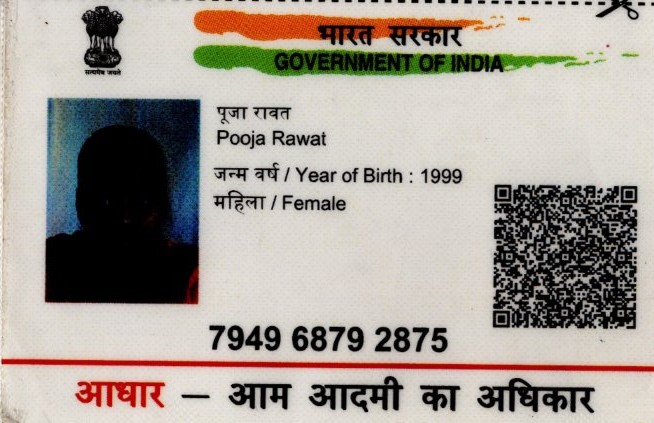 सत्यमेव जयते
भारत सरकार
GOVERNMENT OF INDIA
पूजा रावत
Pooja Rawat
जन्म वर्ष / Year of Birth : 1999
महिला / Female
7949 6879 2875
आधार – आम आदमी का अधिकार